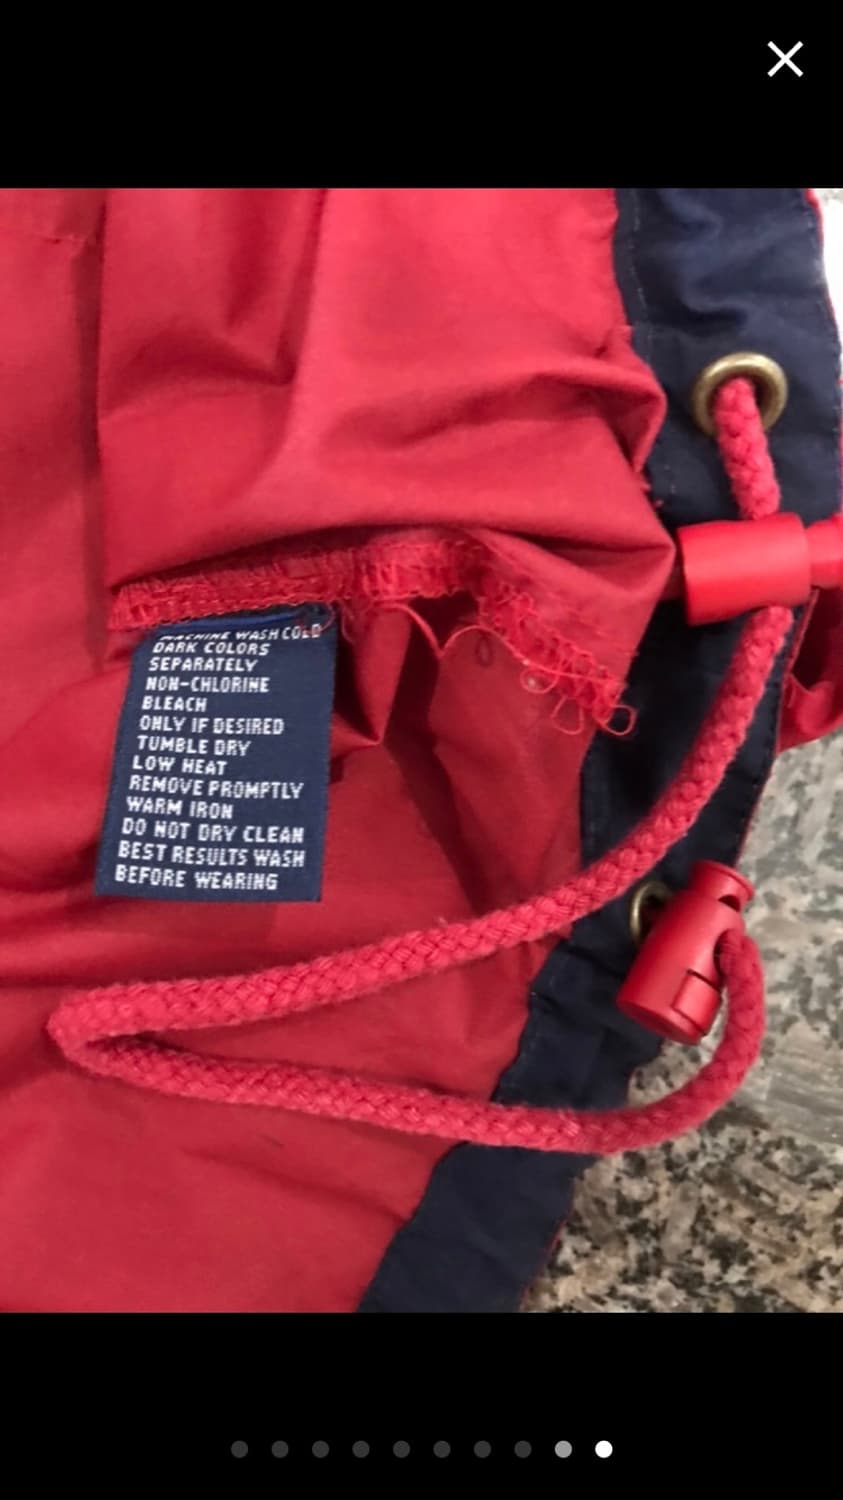 MACHINE WASH COLD
DARK COLORS
SEPARATELY
NON-CHLORINE
BLEACH
ONLY IF DESIRED
TUMBLE DRY
LOW HEAT
REMOVE PROMPTLY
WARM IRON
DO NOT DRY CLEAN
BEST RESULTS WASH
BEFORE WEARING